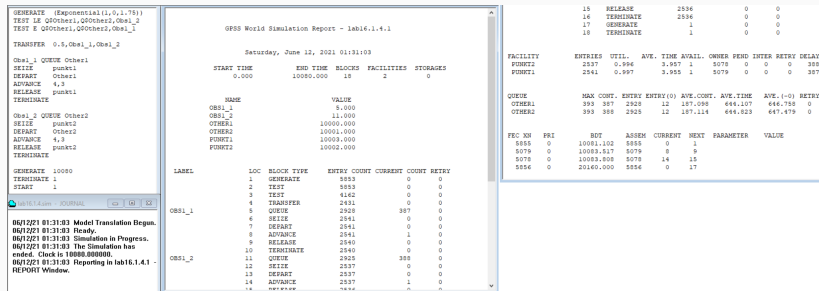 GENERATE (Exponential(1,0,1.75))
TEST LE Q$Other1,Q$Other2,Obs1_2
TEST E Q$Other1,Q$Other2,Obs1_1
TRANSFER 0.5,Obs1_1,Obs1_2
Obs1_1 QUEUE Other1
SEIZE punkt1
DEPART Other1
ADVANCE 4,3
RELEASE punkt1
TERMINATE
Obs1_2 QUEUE Other2
SEIZE punkt2
DEPART Other2
ADVANCE 4,3
RELEASE punkt2
TERMINATE
GENERATE 10080
TERMINATE 1
START 1
lab16.1.4.sim - JOURNAL
06/12/21 01:31:03 Model Translation Begun.
06/12/21 01:31:03 Ready.
06/12/21 01:31:03 Simulation in Progress.
06/12/21 01:31:03 The Simulation has
ended. Clock is 10080.000000.
06/12/21 01:31:03 Reporting in lab16.1.4.1 -
REPORT Window.
GPSS World Simulation Report - lab16.1.4.1
Saturday, June 12, 2021 01:31:03
START TIME END TIME BLOCKS FACILITIES STORAGES
0.000 10080.000 18 2 0
NAME VALUE
OBS1_1 5.000
OBS1_2 11.000
OTHER1 10000.000
OTHER2 10001.000
PUNKT1 10003.000
PUNKT2 10002.000
LABEL LOC BLOCK TYPE ENTRY COUNT CURRENT COUNT RETRY
1 GENERATE 5853 0 0
2 TEST 5853 0 0
3 TEST 4162 0 0
4 TRANSFER 2431 0 0
OBS1_1 5 QUEUE 2928 387 0
6 SEIZE 2541 0 0
7 DEPART 2541 0 0
8 ADVANCE 2541 1 0
9 RELEASE 2540 0 0
10 TERMINATE 2540 0 0
OBS1_2 11 QUEUE 2925 388 0
12 SEIZE 2537 0 0
13 DEPART 2537 0 0
14 ADVANCE 2537 1 0
15 RELEASE 2536 0 0
15 RELEASE 2536 0 0
16 TERMINATE 2536 0 0
17 GENERATE 1 0 0
18 TERMINATE 1 0 0
FACILITY ENTRIES UTIL. AVE. TIME AVAIL. OWNER PEND INTER RETRY DELAY
PUNKT2 2537 0.996 3.957 1 5078 0 0 0 388
PUNKT1 2541 0.997 3.955 1 5079 0 0 0 387
QUEUE MAX CONT. ENTRY ENTRY(0) AVE.CONT. AVE.TIME AVE.(-0) RETRY
OTHER1 393 387 2928 12 187.098 644.107 646.758 0
OTHER2 393 388 2925 12 187.114 644.823 647.479 0
FEC XN PRI BDT ASSEM CURRENT NEXT PARAMETER VALUE
5855 0 10081.102 5855 0 1
5079 0 10083.517 5079 8 9
5078 0 10083.808 5078 14 15
5856 0 20160.000 5856 0 17